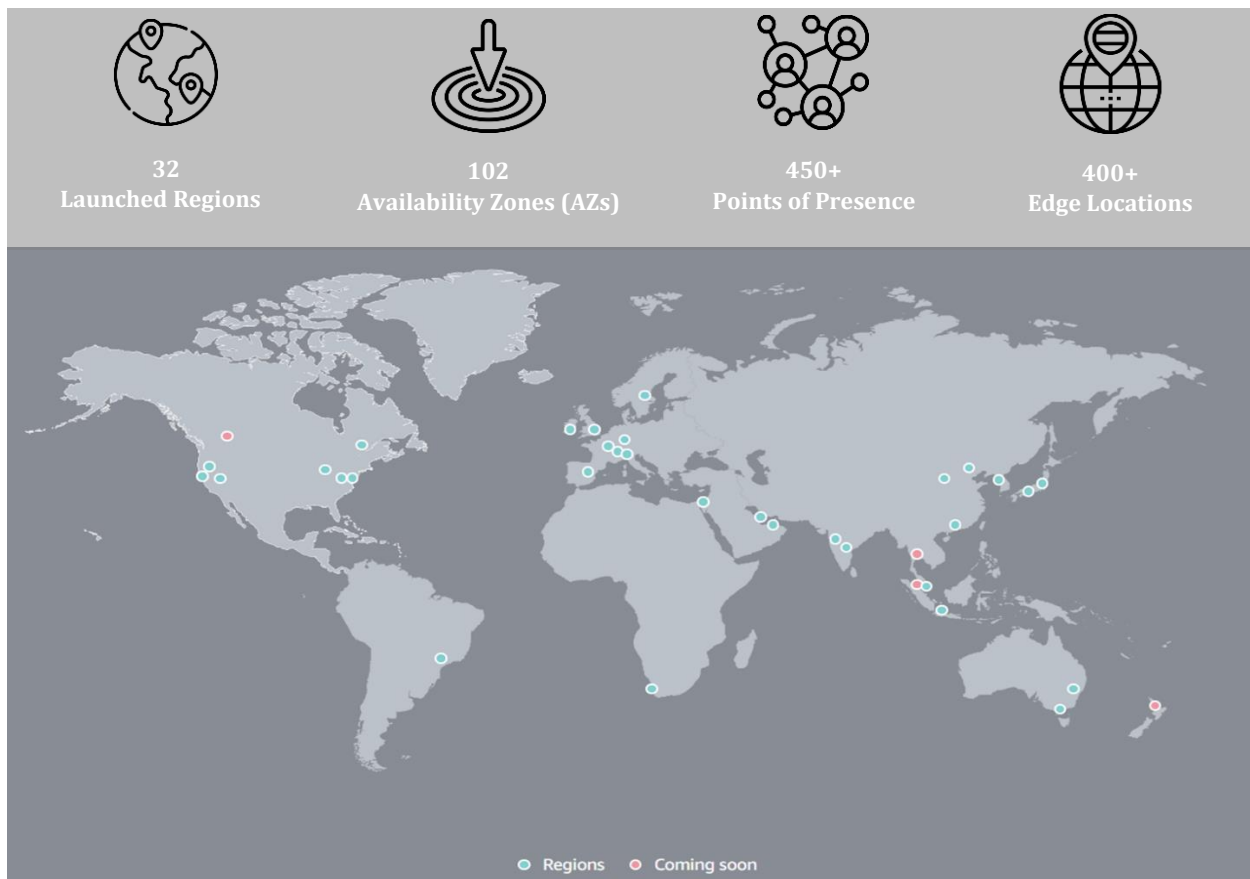 32
Launched Regions
102
Availability Zones (AZs)
450+
Points of Presence
400+
Edge Locations
Regions
Coming soon